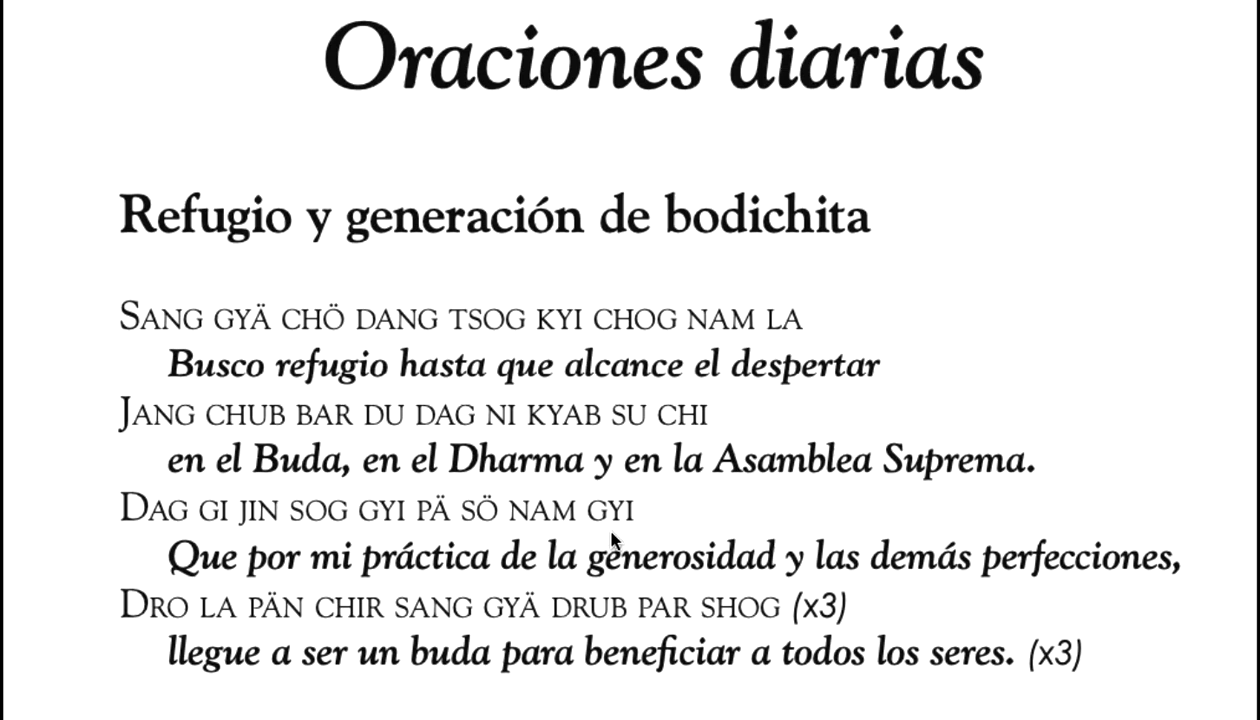 Oraciones diarias
Refugio y generación de bodichita
SANG GYÄ CHÖ DANG TSOG KYI CHOG NAM LA
Busco refugio hasta que alcance el despertar
JANG CHUB BAR DU DAG NI KYAB SU CHI
en el Buda, en el Dharma y en la Asamblea Suprema.
DAG GI JIN SOG GYI PÄ SÖ NAM GYI
Que por mi práctica de la generosidad y las demás perfecciones,
DRO LA PÄN CHIR SANG GYÄ DRUB PAR SHOG (x3)
llegue a ser un buda para beneficiar a todos los seres. (x3)